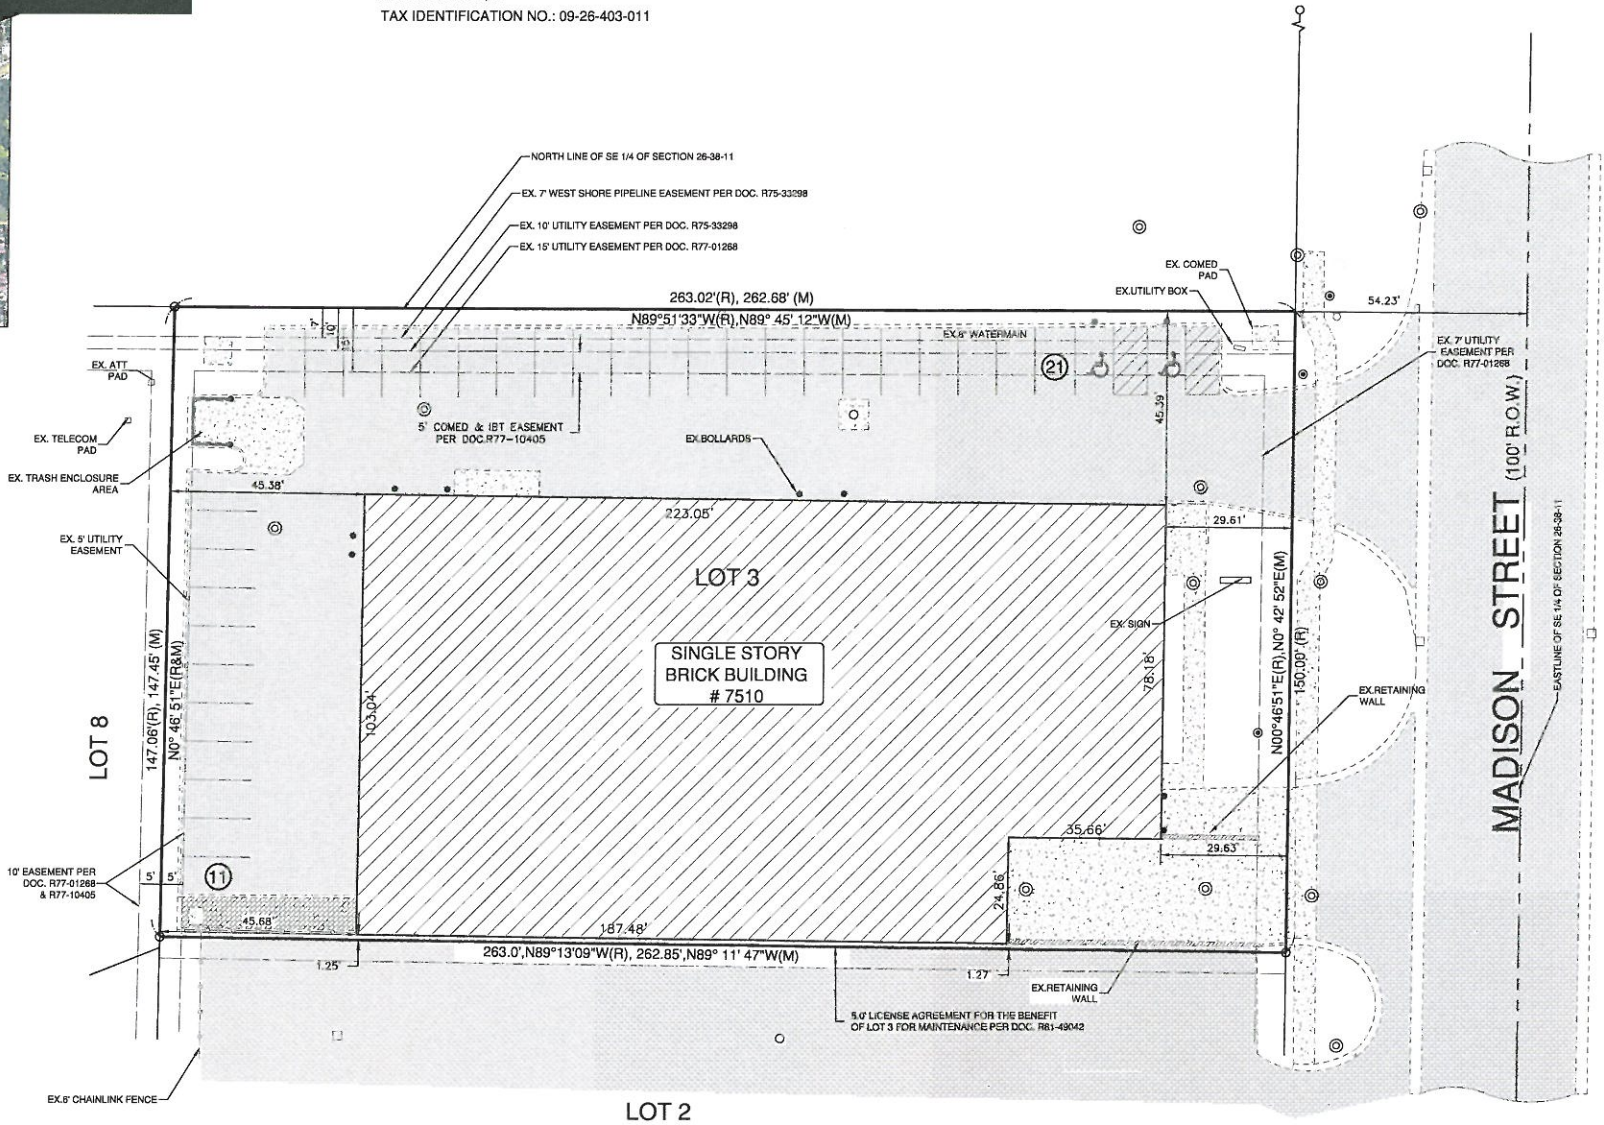 TAX IDENTIFICATION NO.: 09-26-403-011
NORTH LINE OF SE 1/4 OF SECTION 26-38-11
EX. 7' WEST SHORE PIPELINE EASEMENT PER DOC. R75-33298
EX. 10' UTILITY EASEMENT PER DOC. R75-33298
EX. 15' UTILITY EASEMENT PER DOC. R77-01268
EX. COMED
PAD
EX.UTILITY BOX
263.02'(R), 262.68' (M)
N89°51'33"W(R),N89° 45' 12"W(M)
54.23'
7'
10'
15'
EX.8" WATERMAIN
21
EX. 7' UTILITY
EASEMENT PER
DOC. R77-01268
EX. ATT
PAD
EX. TELECOM
PAD
EX. TRASH ENCLOSURE
AREA
5' COMED & IBT EASEMENT
PER DOC.R77-10405
EX.BOLLARDS
45.39'
45.38'
223.05'
29.61'
EX. 5' UTILITY
EASEMENT
LOT 3
EX. SIGN
SINGLE STORY
BRICK BUILDING
# 7510
103.04'
78.18'
147.06'(R), 147.45' (M)
N0° 46' 51"E(R&M)
LOT 8
N00°46'51"E(R),N0° 42' 52"E(M)
150.00' (R)
EX.RETAINING
WALL
MADISON STREET (100' R.O.W.)
EASTLINE OF SE 1/4 OF SECTION 26-38-11
35.66'
29.63'
24.86'
10' EASEMENT PER
DOC. R77-01268
& R77-10405
5' 5'
11
45.68'
187.48'
263.0',N89°13'09"W(R), 262.85',N89° 11' 47"W(M)
1.25'
1.27'
EX.RETAINING
WALL
5.0' LICENSE AGREEMENT FOR THE BENEFIT
OF LOT 3 FOR MAINTENANCE PER DOC. R81-49042
EX.6' CHAINLINK FENCE
LOT 2